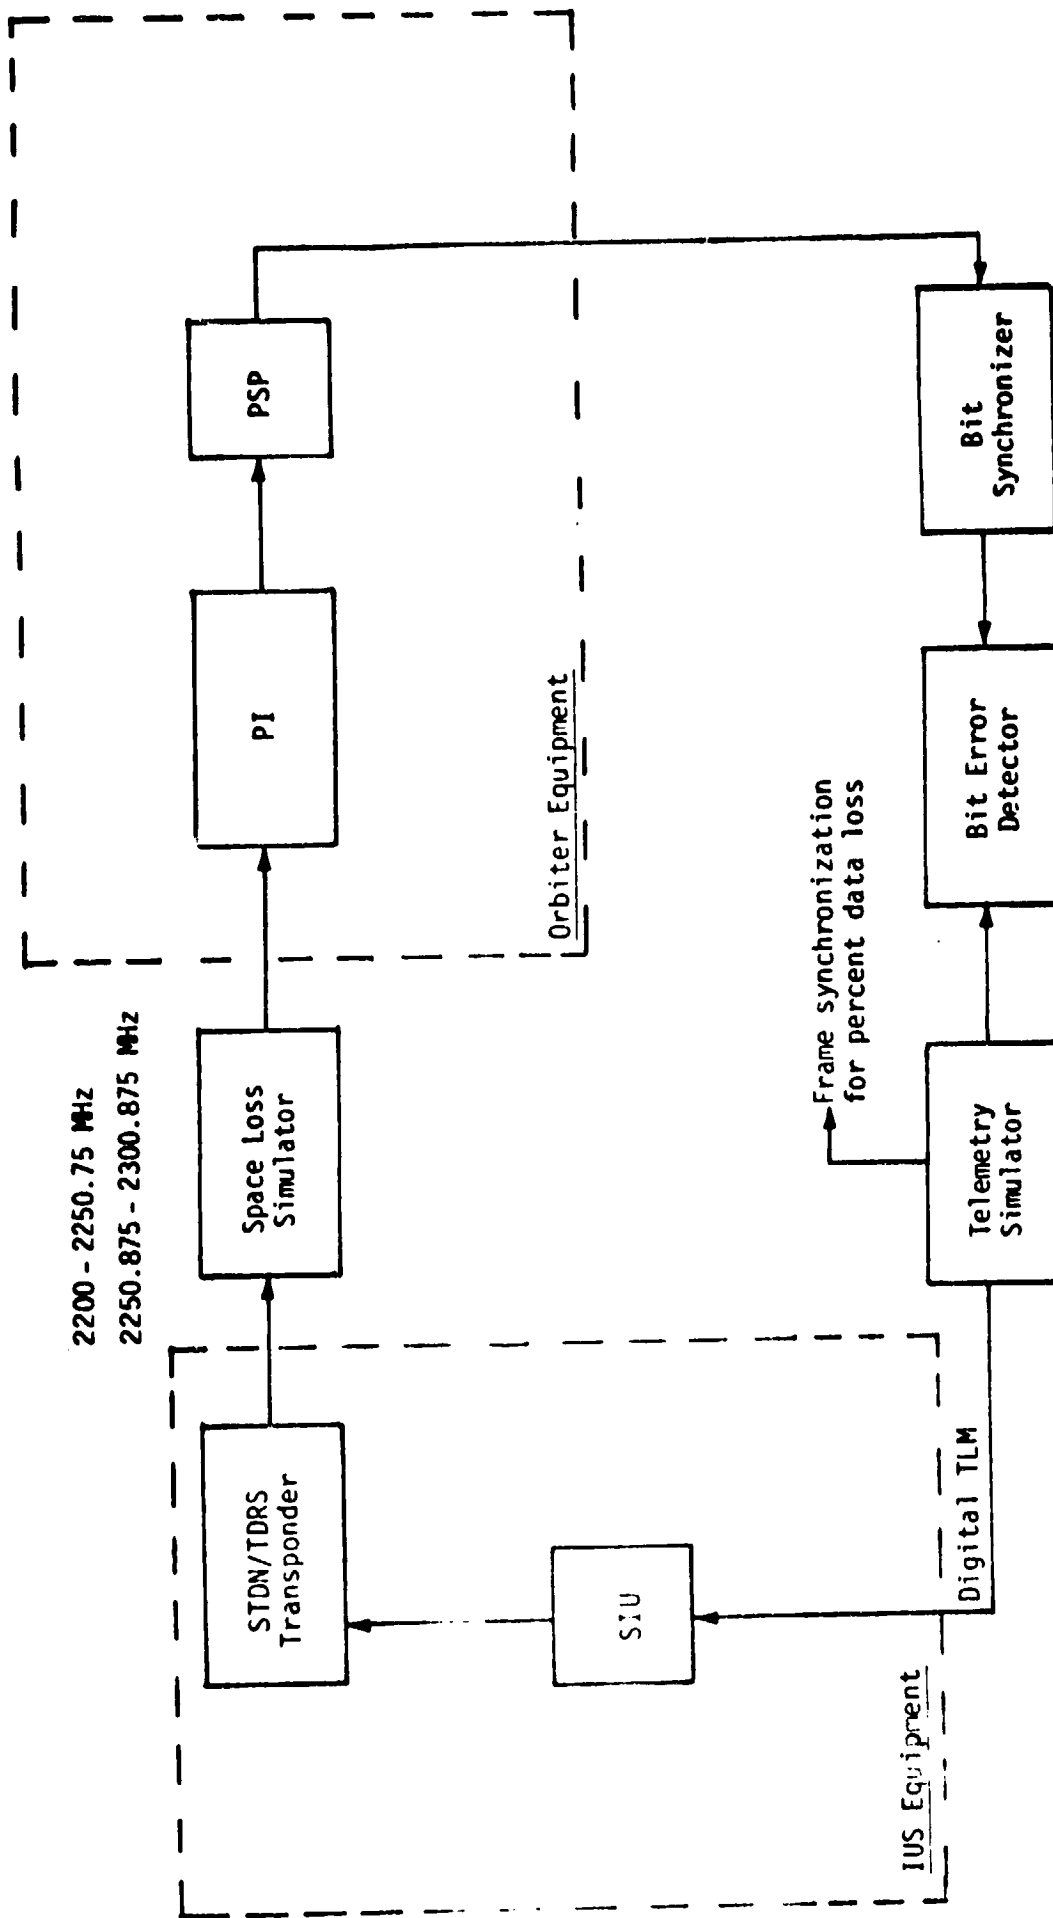 2200 - 2250.75 MHz
2250.875 - 2300.875 MHz
STDN/TDRS
Transponder
Space Loss
Simulator
PI
PSP
Orbiter Equipment
SIU
Frame synchronization
for percent data loss
IUS Equipment
Digital TLM
Telemetry
Simulator
Bit Error
Detector
Bit
Synchronizer